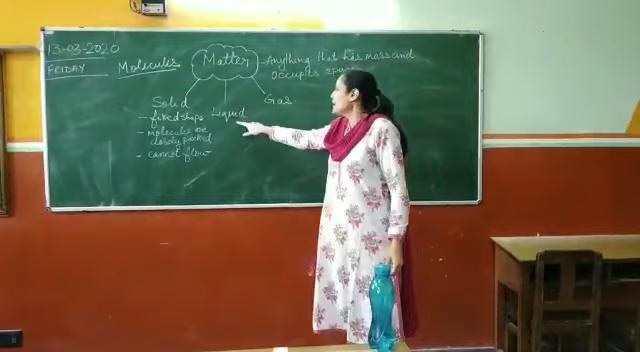 13-03-2020
FRIDAY
Molecules
Matter - Anything that has mass and
occupies space
Solid
Liquid
Gas.
- fixed shape
- molecules are
closely packed
- cannot flow